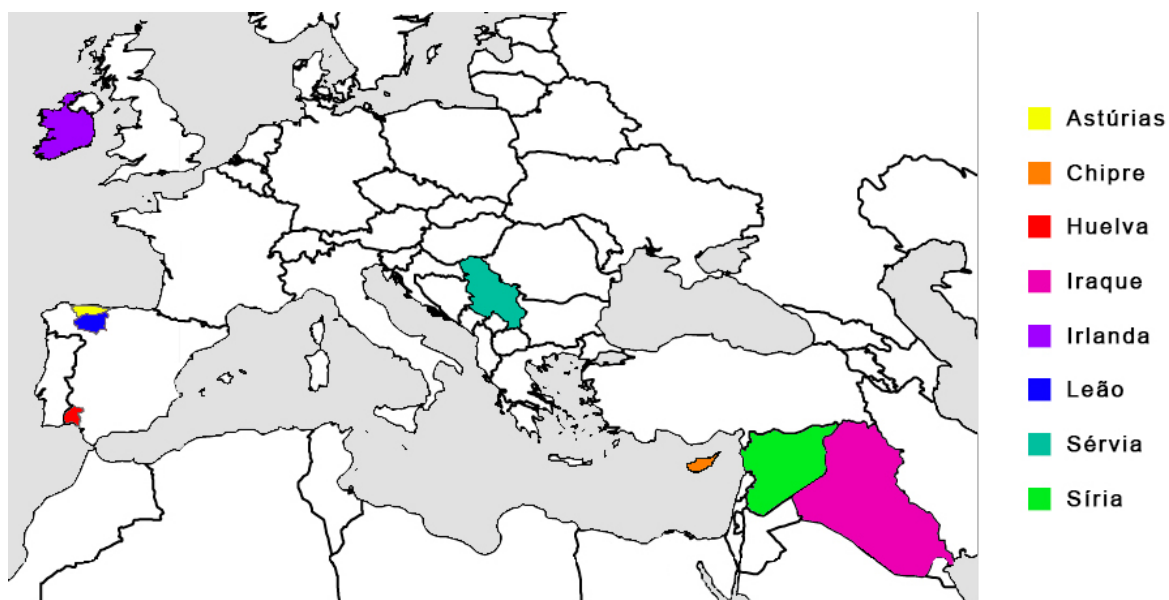 Astúrias
Chipre
Huelva
Iraque
Irlanda
Leão
Sérvia
Síria